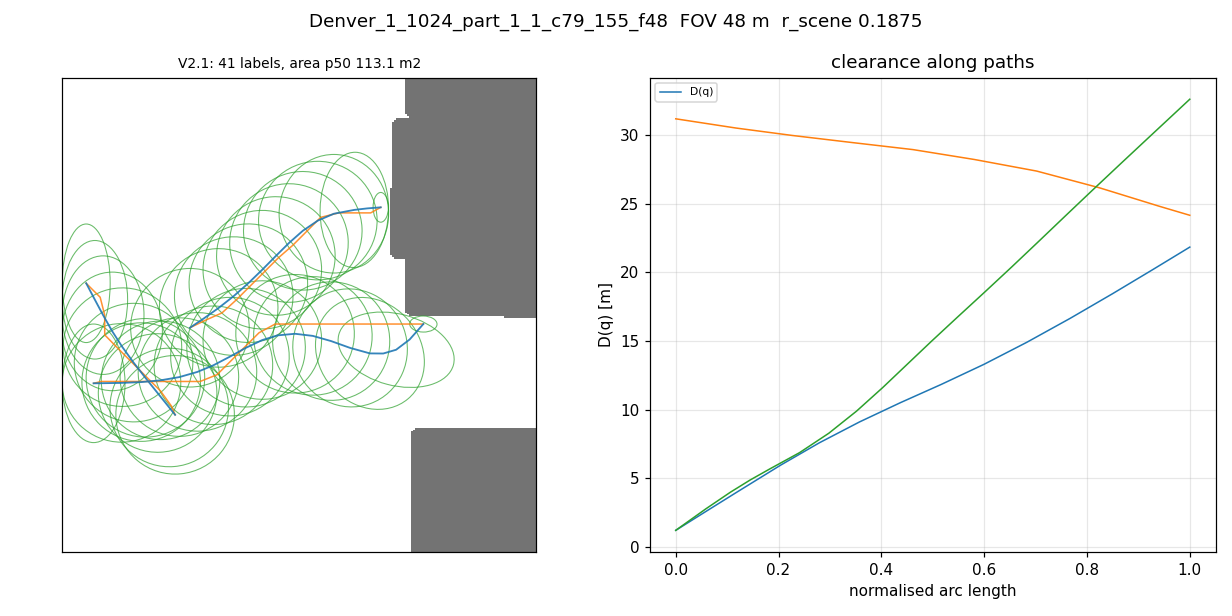 Denver_1_1024_part_1_1_c79_155_f48  FOV 48 m  r_scene 0.1875
V2.1: 41 labels, area p50 113.1 m2
clearance along paths
D(q)
D(q) [m]
30
25
20
15
10
5
0
0.0
0.2
0.4
0.6
0.8
1.0
normalised arc length